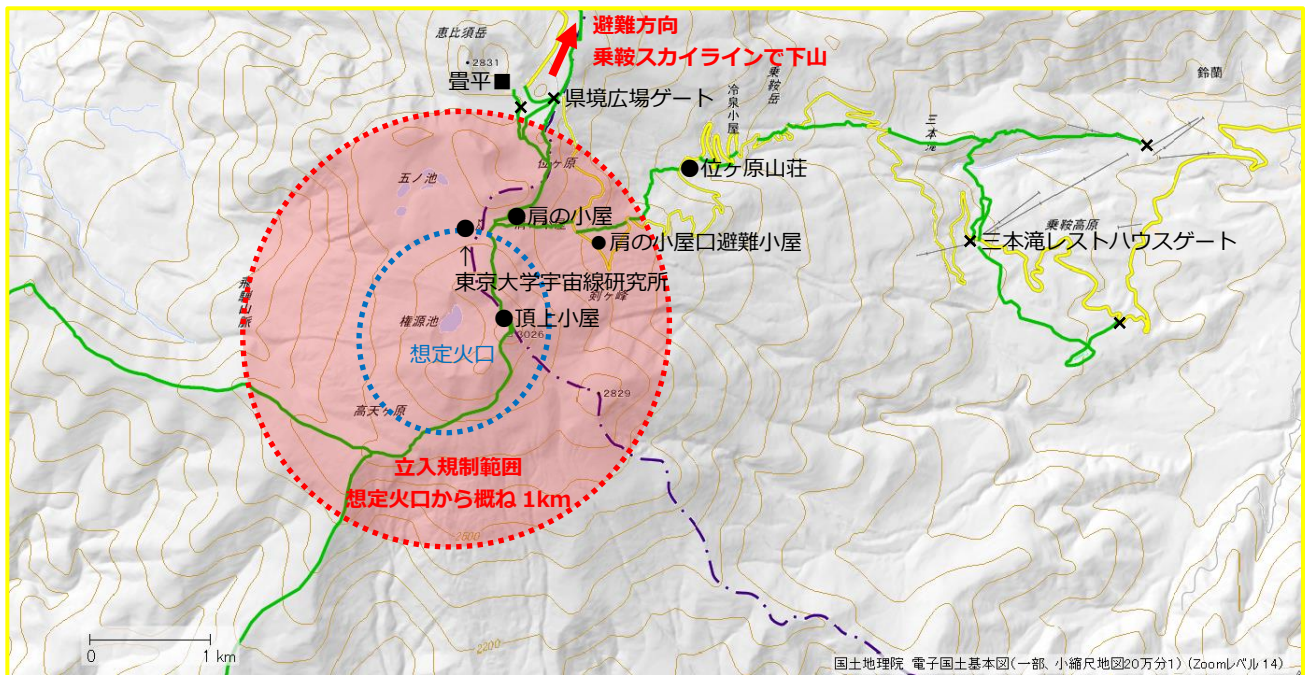 恵比須岳
避難方向
乗鞍スカイラインで下山
・2831
畳平
県境広場ゲート
冷泉小屋
乗鞍岳
鈴蘭
三本滝
位ヶ原
位ヶ原山荘
五ノ池
肩の小屋
乗鞍高原
肩の小屋口避難小屋
三本滝レストハウスゲート
↑
東京大学宇宙線研究所
剣ヶ峰
飛騨山脈
権現池
頂上小屋
3026
想定火口
2829
高天ヶ原
立入規制範囲
想定火口から概ね 1km
2600
2200
0 1 km
国土地理院 電子国土基本図(一部、小縮尺地図20万分1) (Zoomレベル 14)